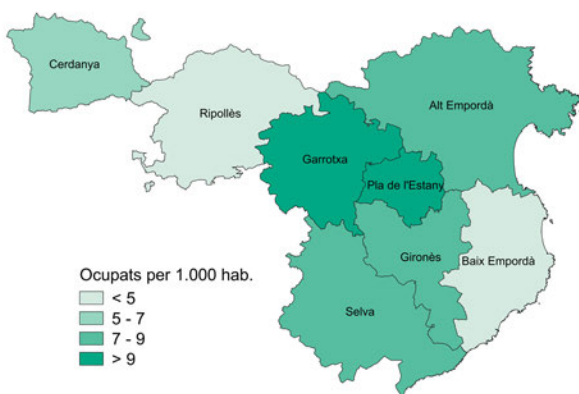 Cerdanya
Ripollès
Alt Empordà
Garrotxa
Pla de l'Estany
Gironès
Baix Empordà
Selva
Ocupats per 1.000 hab.
< 5
5 - 7
7 - 9
> 9